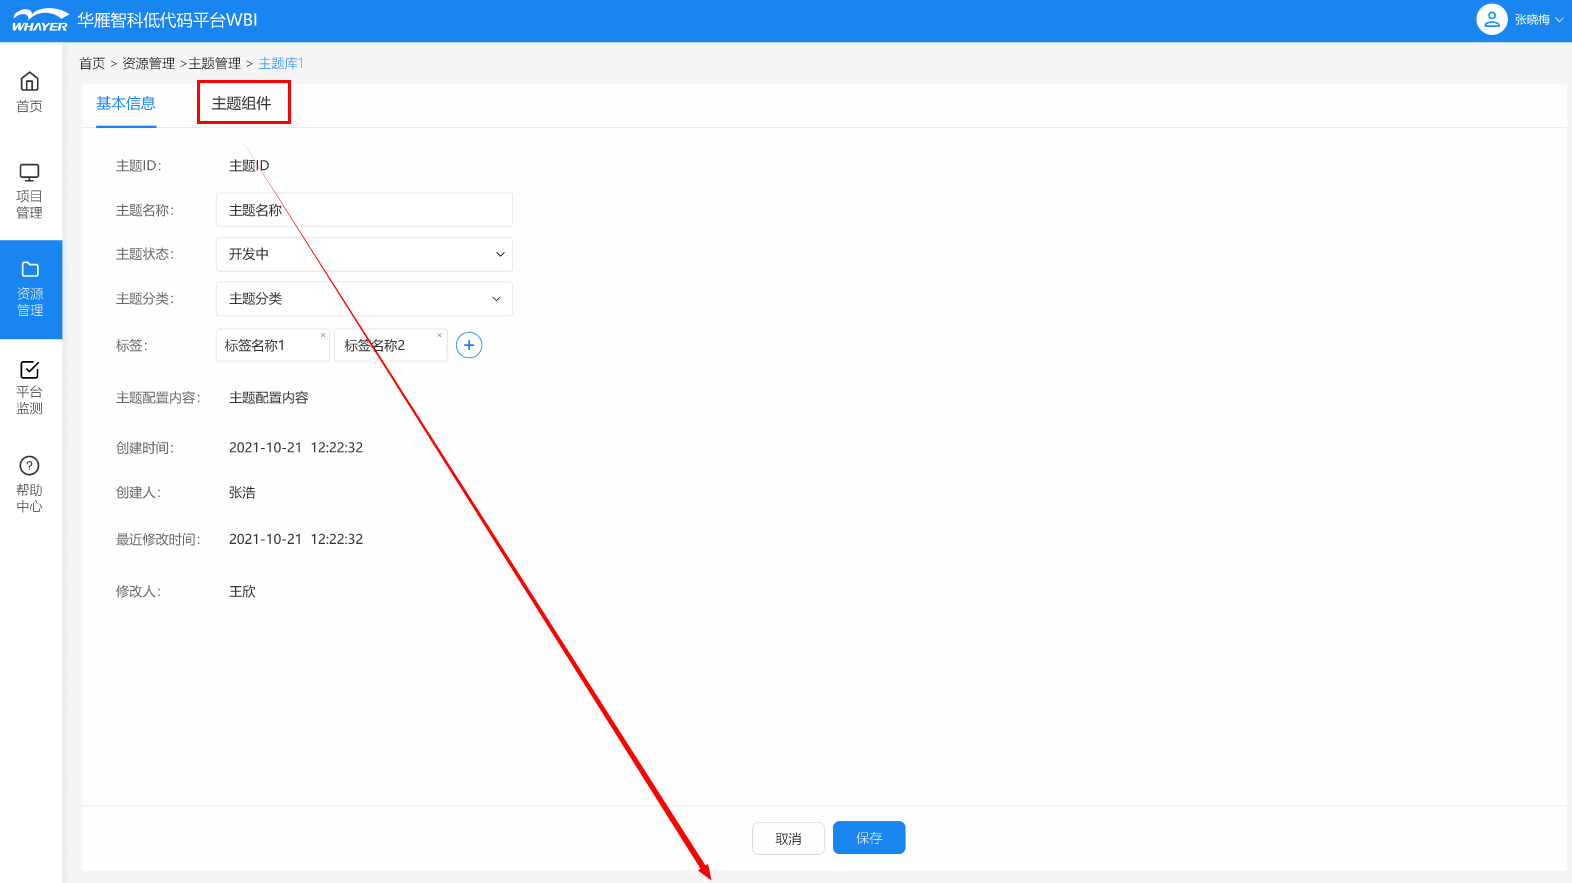 WHAYER 华雁智科低代码平台WBI
张晓梅
首页 > 资源管理 >主题管理 > 主题库1
首页
项目
管理
资源
管理
平台
监测
帮助
中心
基本信息 主题组件
主题ID： 主题ID
主题名称： 主题名称
主题状态： 开发中
主题分类： 主题分类
标签： 标签名称1 × 标签名称2 × +
主题配置内容： 主题配置内容
创建时间： 2021-10-21 12:22:32
创建人： 张浩
最近修改时间： 2021-10-21 12:22:32
修改人： 王欣
取消 保存